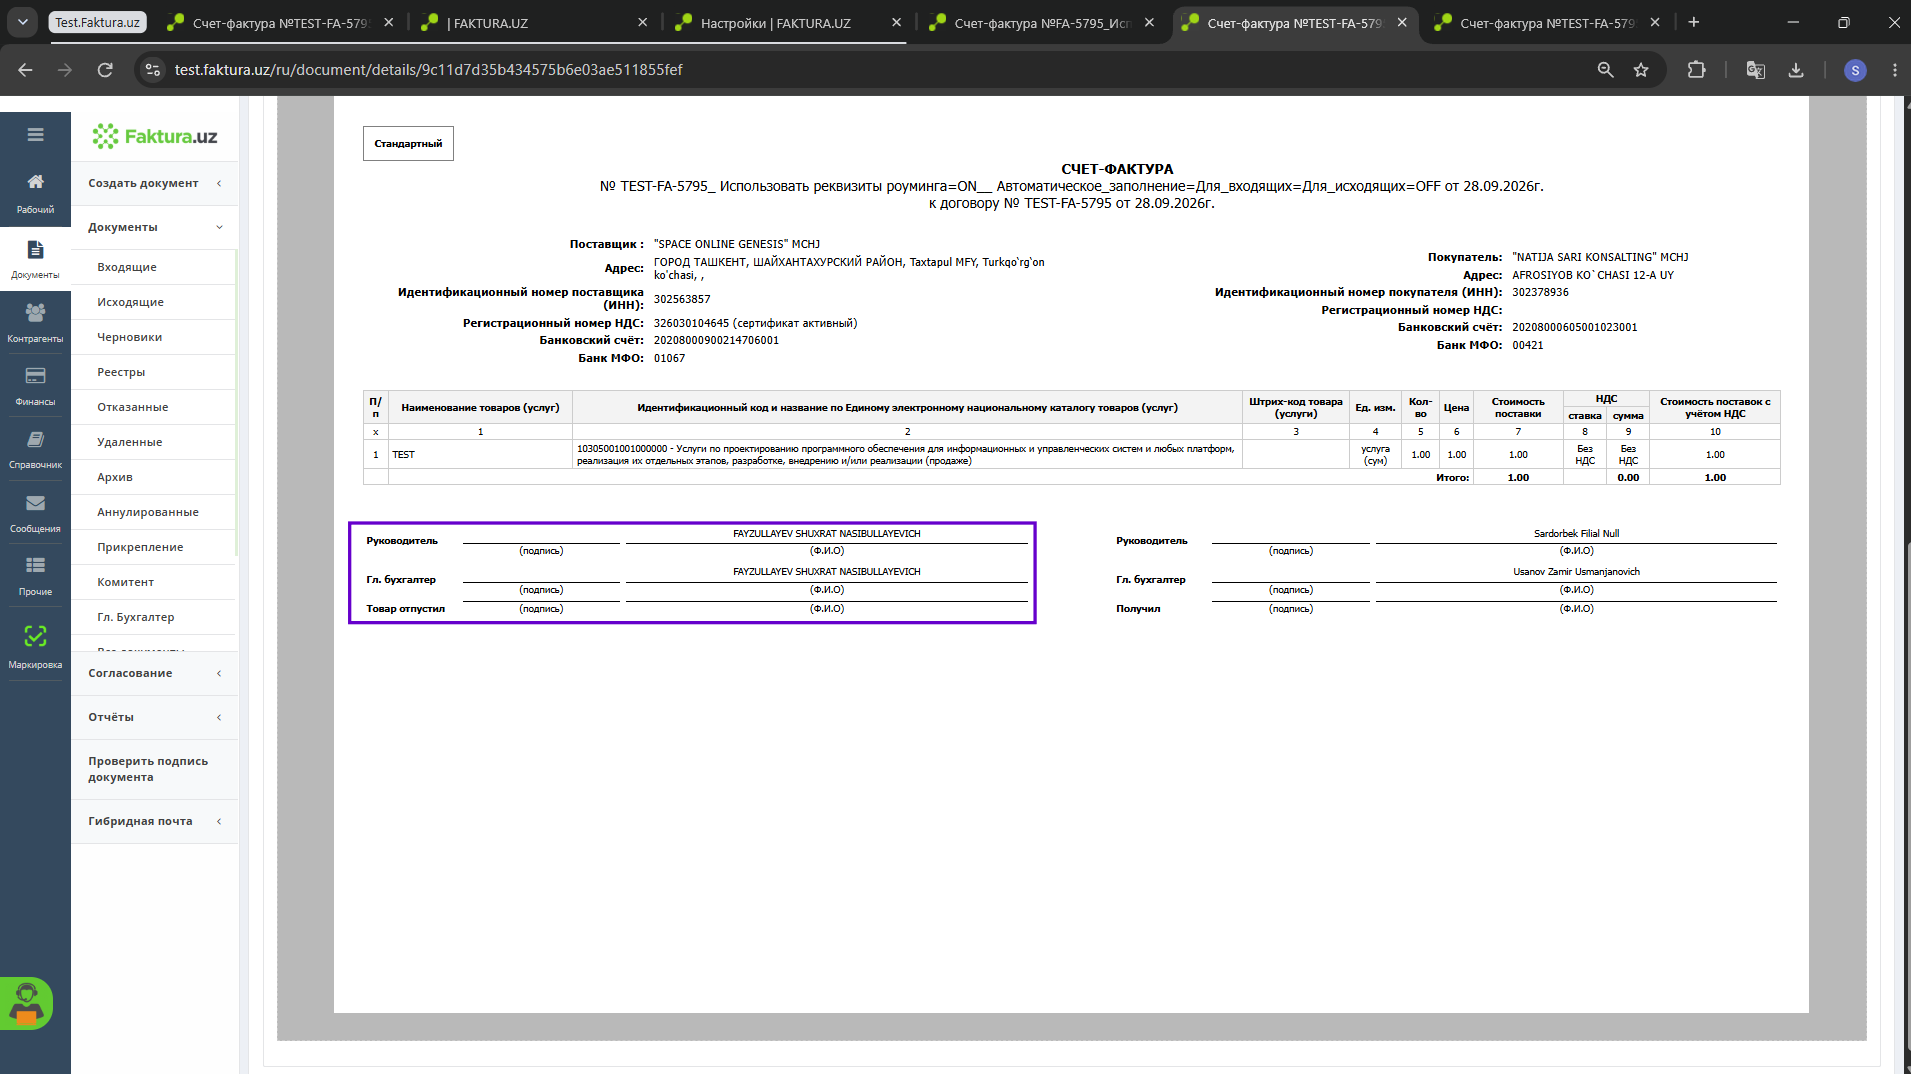 Test.Faktura.uz
Счет-фактура №TEST-FA-579
| FAKTURA.UZ
Настройки | FAKTURA.UZ
Счет-фактура №FA-5795_Исп
Счет-фактура №TEST-FA-579
Счет-фактура №TEST-FA-579
test.faktura.uz/ru/document/details/9c11d7d35b434575b6e03ae511855fef
S
Рабочий
Документы
Контрагенты
Финансы
Справочник
Сообщения
Прочие
Маркировка
Faktura.uz
Создать документ
Документы
Входящие
Исходящие
Черновики
Реестры
Отказанные
Удаленные
Архив
Аннулированные
Прикрепление
Комитент
Гл. Бухгалтер
Согласование
Отчёты
Проверить подпись
документа
Гибридная почта
Стандартный
СЧЕТ-ФАКТУРА
№ TEST-FA-5795_ Использовать реквизиты роуминга=ON__ Автоматическое_заполнение=Для_входящих=Для_исходящих=OFF от 28.09.2026г.
к договору № TEST-FA-5795 от 28.09.2026г.
Поставщик : "SPACE ONLINE GENESIS" MCHJ
Адрес: ГОРОД ТАШКЕНТ, ШАЙХАНТАХУРСКИЙ РАЙОН, Taxtapul MFY, Turkqo`rg`on
ko'chasi, ,
Идентификационный номер поставщика
(ИНН): 302563857
Регистрационный номер НДС: 326030104645 (сертификат активный)
Банковский счёт: 20208000900214706001
Банк МФО: 01067
Покупатель: "NATIJA SARI KONSALTING" MCHJ
Адрес: AFROSIYOB KO`CHASI 12-A UY
Идентификационный номер покупателя (ИНН): 302378936
Регистрационный номер НДС:
Банковский счёт: 20208000605001023001
Банк МФО: 00421
П/п Наименование товаров (услуг) Идентификационный код и название по Единому электронному национальному каталогу товаров (услуг) Штрих-код товара (услуги) Ед. изм. Кол-во Цена Стоимость поставки НДС Стоимость поставок с учётом НДС
ставка сумма
x 1 2 3 4 5 6 7 8 9 10
1 TEST 10305001001000000 - Услуги по проектированию программного обеспечения для информационных и управленческих систем и любых платформ, реализация их отдельных этапов, разработке, внедрению и/или реализации (продаже) услуга (сум) 1.00 1.00 1.00 Без НДС Без НДС 1.00
Итого: 1.00 0.00 1.00
FAYZULLAYEV SHUXRAT NASIBULLAYEVICH
Руководитель
(подпись) (Ф.И.О)
FAYZULLAYEV SHUXRAT NASIBULLAYEVICH
Гл. бухгалтер
(подпись) (Ф.И.О)
Товар отпустил (подпись) (Ф.И.О)
Sardorbek Filial Null
Руководитель
(подпись) (Ф.И.О)
Usanov Zamir Usmanjanovich
Гл. бухгалтер
(подпись) (Ф.И.О)
Получил (подпись) (Ф.И.О)